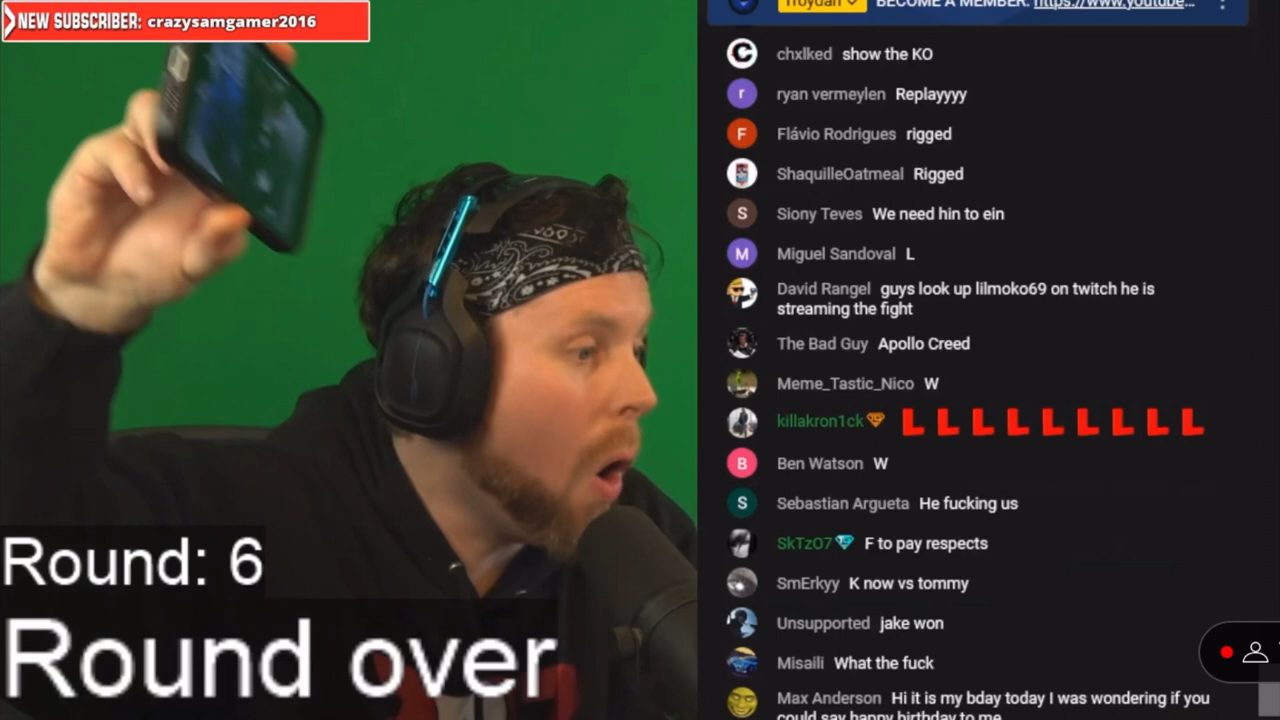 NEW SUBSCRIBER: crazysamgamer2016
Round: 6
Round over
Troydan BECOME A MEMBER: https://www.youtube...
chxlked show the KO
ryan vermeylen Replayyyy
Flávio Rodrigues rigged
ShaquilleOatmeal Rigged
Siony Teves We need hin to ein
Miguel Sandoval L
David Rangel guys look up lilmoko69 on twitch he is
streaming the fight
The Bad Guy Apollo Creed
Meme_Tastic_Nico W
killakron1ck L L L L L L L L L
Ben Watson W
Sebastian Argueta He fucking us
SkTzO7 F to pay respects
SmErkyy K now vs tommy
Unsupported jake won
Misaili What the fuck
Max Anderson Hi it is my bday today I was wondering if you
could say happy birthday to me